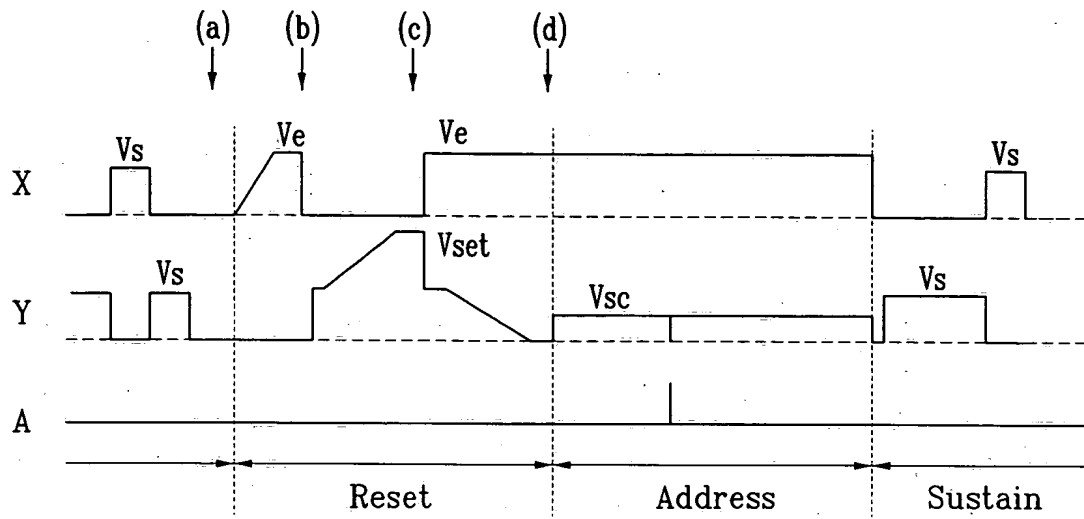 (a) (b) (c) (d)
Vs Ve Ve Vs
X
Vset
Vs Vsc Vs
Y
A
Reset Address Sustain